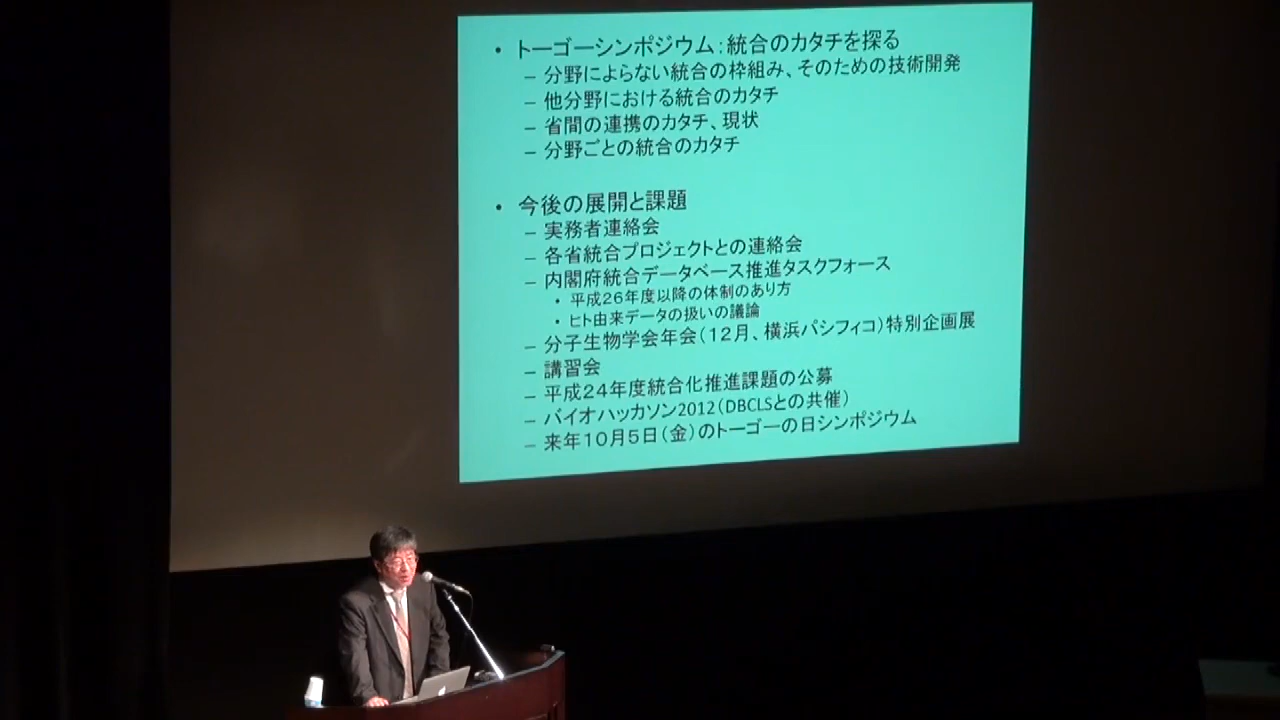 ・ トーゴーシンポジウム：統合のカタチを探る
– 分野によらない統合の枠組み、そのための技術開発
– 他分野における統合のカタチ
– 省間の連携のカタチ、現状
– 分野ごとの統合のカタチ
・ 今後の展開と課題
– 実務者連絡会
– 各省統合プロジェクトとの連絡会
– 内閣府統合データベース推進タスクフォース
・ 平成２６年度以降の体制のあり方
・ ヒト由来データの扱いの議論
– 分子生物学会年会（１２月、横浜パシフィコ）特別企画展
– 講習会
– 平成２４年度統合化推進課題の公募
– バイオハッカソン2012（DBCLSとの共催）
– 来年１０月５日（金）のトーゴーの日シンポジウム